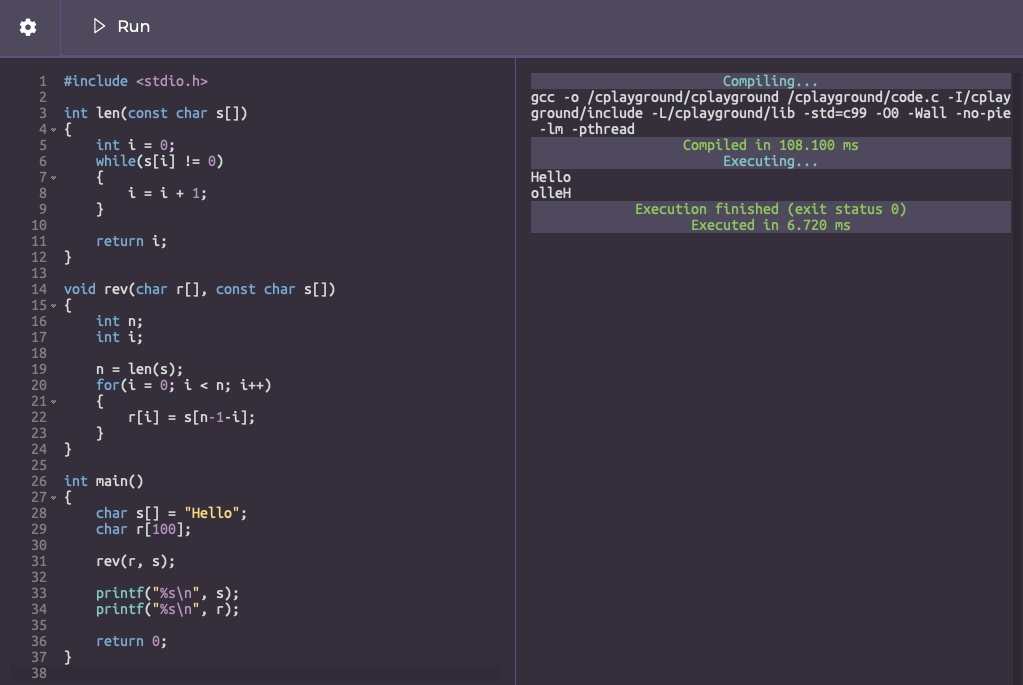 Run
1 #include <stdio.h>
2
3 int len(const char s[])
4 {
5     int i = 0;
6     while(s[i] != 0)
7     {
8         i = i + 1;
9     }
10
11     return i;
12 }
13
14 void rev(char r[], const char s[])
15 {
16     int n;
17     int i;
18
19     n = len(s);
20     for(i = 0; i < n; i++)
21     {
22         r[i] = s[n-1-i];
23     }
24 }
25
26 int main()
27 {
28     char s[] = "Hello";
29     char r[100];
30
31     rev(r, s);
32
33     printf("%s\n", s);
34     printf("%s\n", r);
35
36     return 0;
37 }
38
Compiling...
gcc -o /cplayground/cplayground /cplayground/code.c -I/cplay
ground/include -L/cplayground/lib -std=c99 -O0 -Wall -no-pie
 -lm -pthread
Compiled in 108.100 ms
Executing...
Hello
olleH
Execution finished (exit status 0)
Executed in 6.720 ms